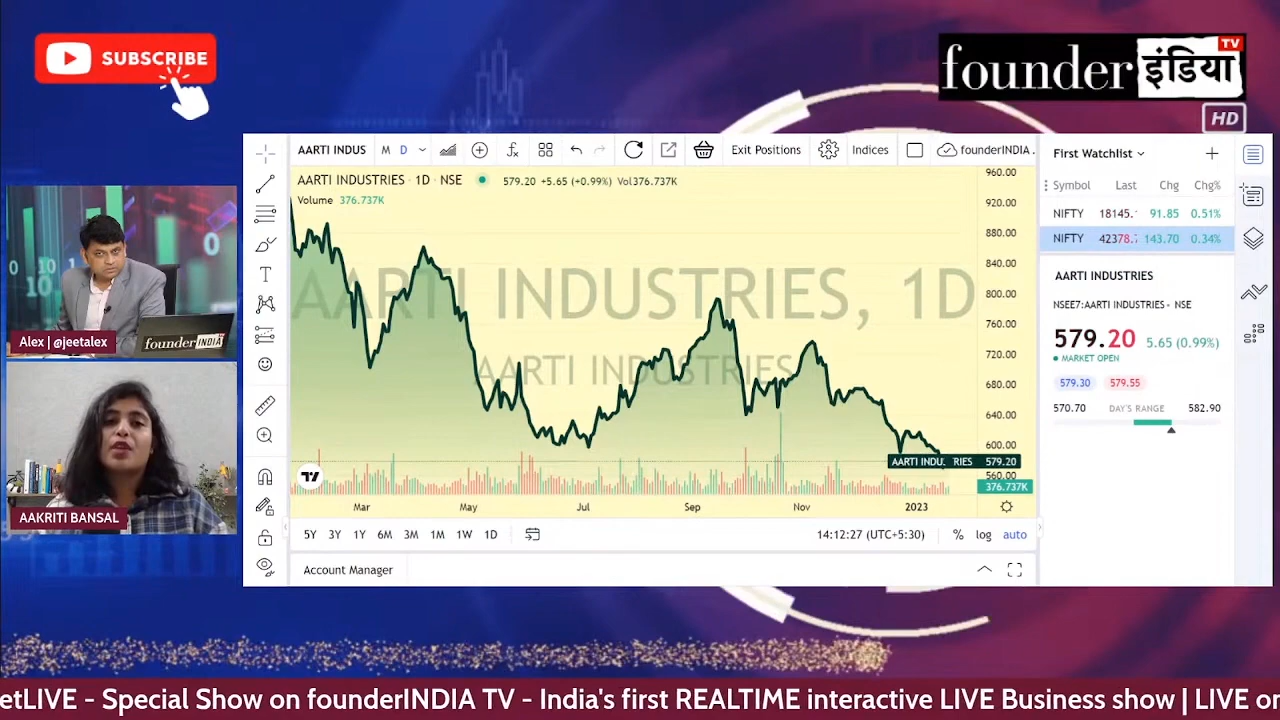 SUBSCRIBE
founder इंडिया TV
HD
AARTI INDUS M D Exit Positions Indices founderINDIA .
First Watchlist
AARTI INDUSTRIES · 1D · NSE 579.20 +5.65 (+0.99%) Vol376.737K
Volume 376.737K
Symbol Last Chg Chg%
NIFTY 18145. 91.85 0.51%
NIFTY 42378. 143.70 0.34%
AARTI INDUSTRIES
NSEE7:AARTI INDUSTRIES - NSE
579.20 5.65 (0.99%)
MARKET OPEN
579.30 579.55
570.70 DAY'S RANGE 582.90
960.00
920.00
880.00
840.00
800.00
760.00
720.00
680.00
640.00
600.00
560.00
AARTI INDUSTRIES, 1D
AARTI INDUSTRIES
AARTI INDU. RIES 579.20
376.737K
Mar May Jul Sep Nov 2023
5Y 3Y 1Y 6M 3M 1M 1W 1D 14:12:27 (UTC+5:30) % log auto
Account Manager
Alex | @jeetalex
founder INDIA
AAKRITI BANSAL
etLIVE - Special Show on founderINDIA TV - India's first REALTIME interactive LIVE Business show | LIVE on